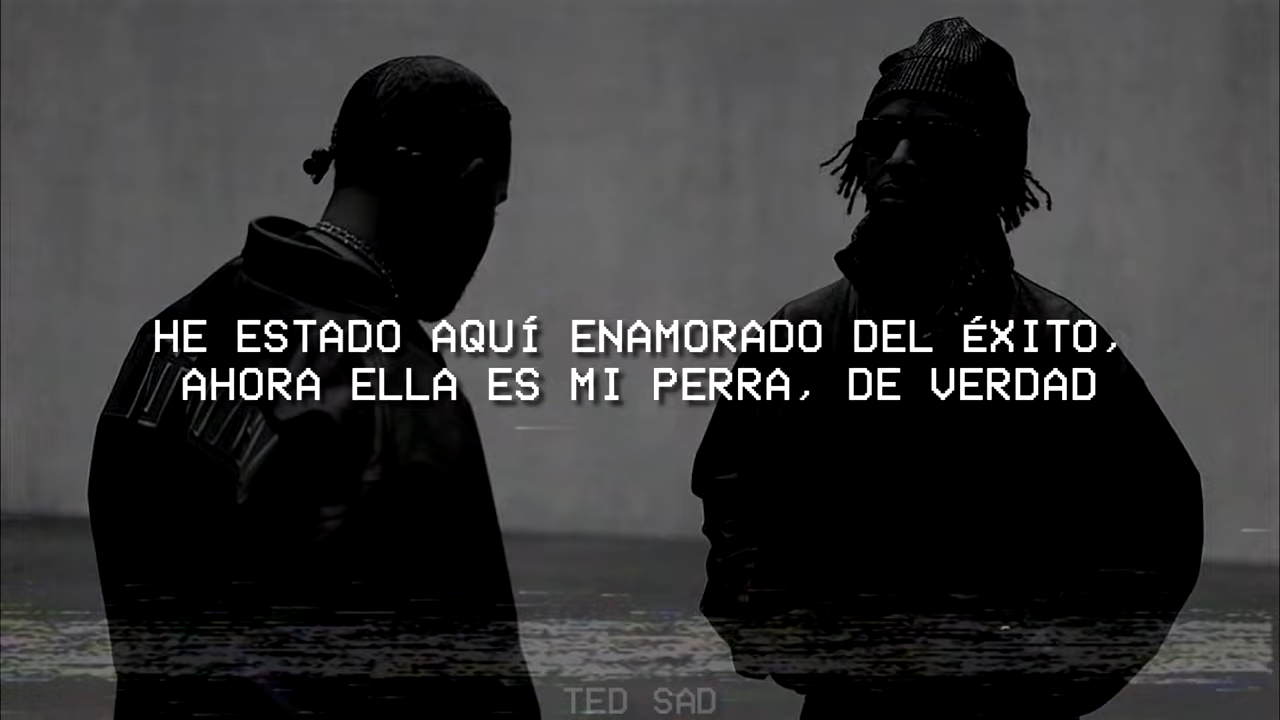 HE ESTADO AQUÍ ENAMORADO DEL ÉXITO,
AHORA ELLA ES MI PERRA, DE VERDAD
TED SAD